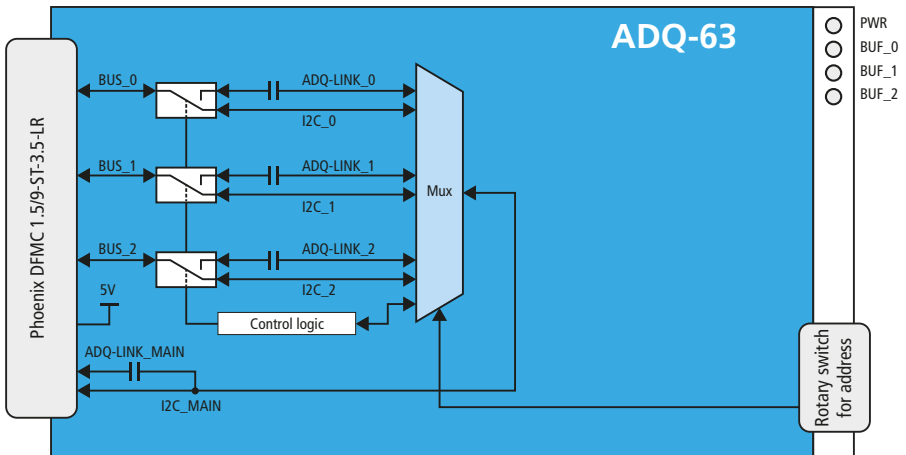 ADQ-63
PWR
BUF_0
BUF_1
BUF_2
Phoenix DFMC 1.5/9-ST-3.5-LR
BUS_0
ADQ-LINK_0
I2C_0
BUS_1
ADQ-LINK_1
I2C_1
Mux
BUS_2
ADQ-LINK_2
I2C_2
5V
Control logic
ADQ-LINK_MAIN
I2C_MAIN
Rotary switch
for address